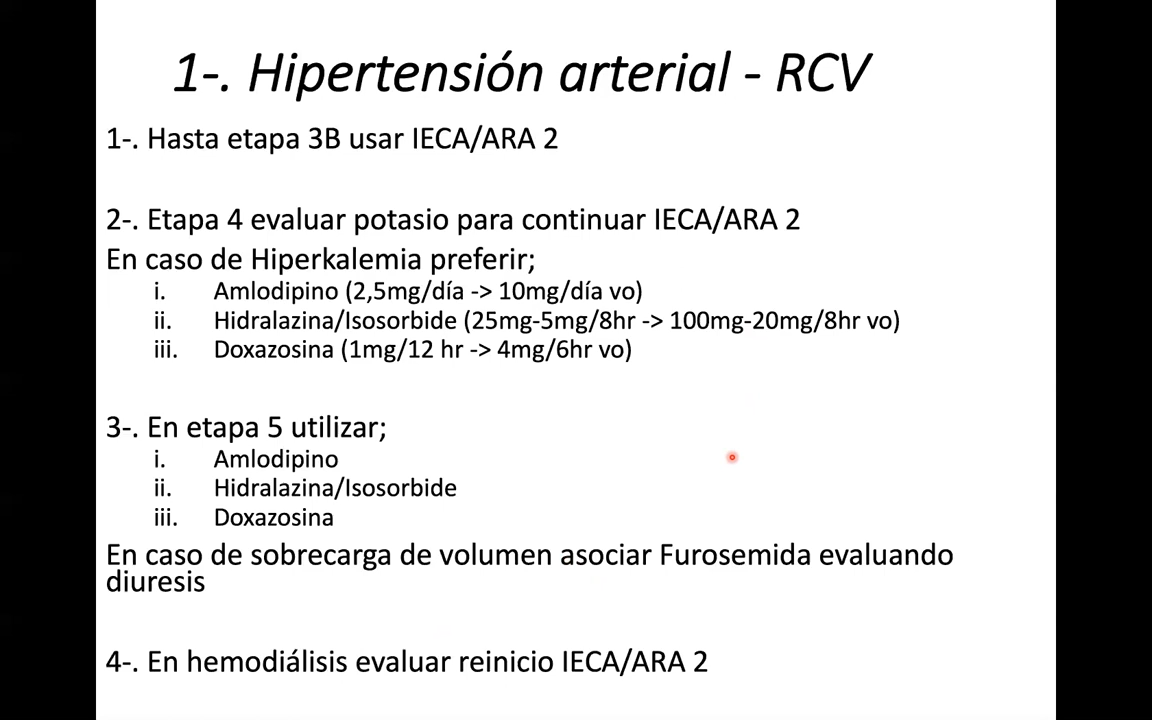 1-. Hipertensión arterial - RCV
1-. Hasta etapa 3B usar IECA/ARA 2
2-. Etapa 4 evaluar potasio para continuar IECA/ARA 2
En caso de Hiperkalemia preferir;
i. Amlodipino (2,5mg/día -> 10mg/día vo)
ii. Hidralazina/Isosorbide (25mg-5mg/8hr -> 100mg-20mg/8hr vo)
iii. Doxazosina (1mg/12 hr -> 4mg/6hr vo)
3-. En etapa 5 utilizar;
i. Amlodipino
ii. Hidralazina/Isosorbide
iii. Doxazosina
En caso de sobrecarga de volumen asociar Furosemida evaluando
diuresis
4-. En hemodiálisis evaluar reinicio IECA/ARA 2